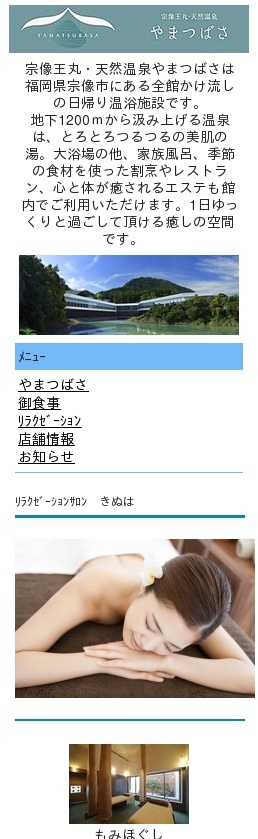 YAMATSUBASA
宗像王丸・天然温泉
やまつばさ
宗像王丸・天然温泉やまつばさは
福岡県宗像市にある全館かけ流し
の日帰り温浴施設です。
地下1200mから汲み上げる温泉
は、とろとろつるつるの美肌の
湯。大浴場の他、家族風呂、季節
の食材を使った割烹やレストラ
ン、心と体が癒されるエステも館
内でご利用いただけます。1日ゆっ
くりと過ごして頂ける癒しの空間
です。
ﾒﾆｭｰ
やまつばさ
御食事
ﾘﾗｸｾﾞｰｼｮﾝ
店舗情報
お知らせ
ﾘﾗｸｾﾞｰｼｮﾝｻﾛﾝ　きぬは
もみほぐし